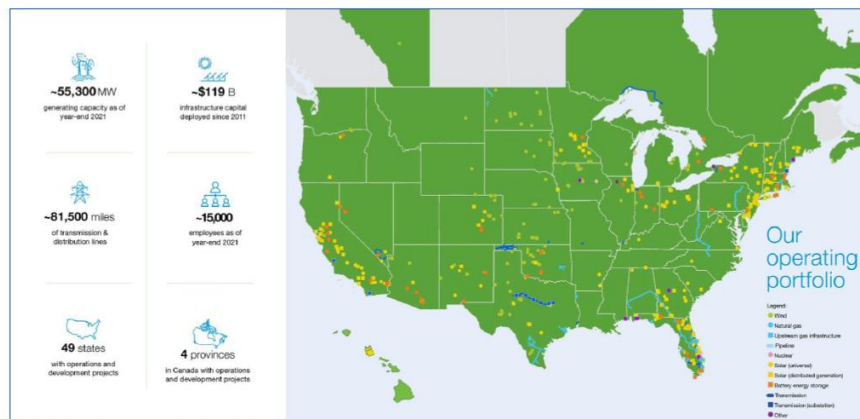 ~55,300 MW
generating capacity as of
year-end 2021
~$119 B
infrastructure capital
deployed since 2011
~81,500 miles
of transmission &
distribution lines
~15,000
employees as of
year-end 2021
49 states
with operations and
development projects
4 provinces
in Canada with operations
and development projects
Our
operating
portfolio
Legend:
Wind
Natural gas
Upstream gas infrastructure
Pipeline
Nuclear
Solar (universal)
Solar (distributed generation)
Battery energy storage
Transmission
Transmission (substation)
Other